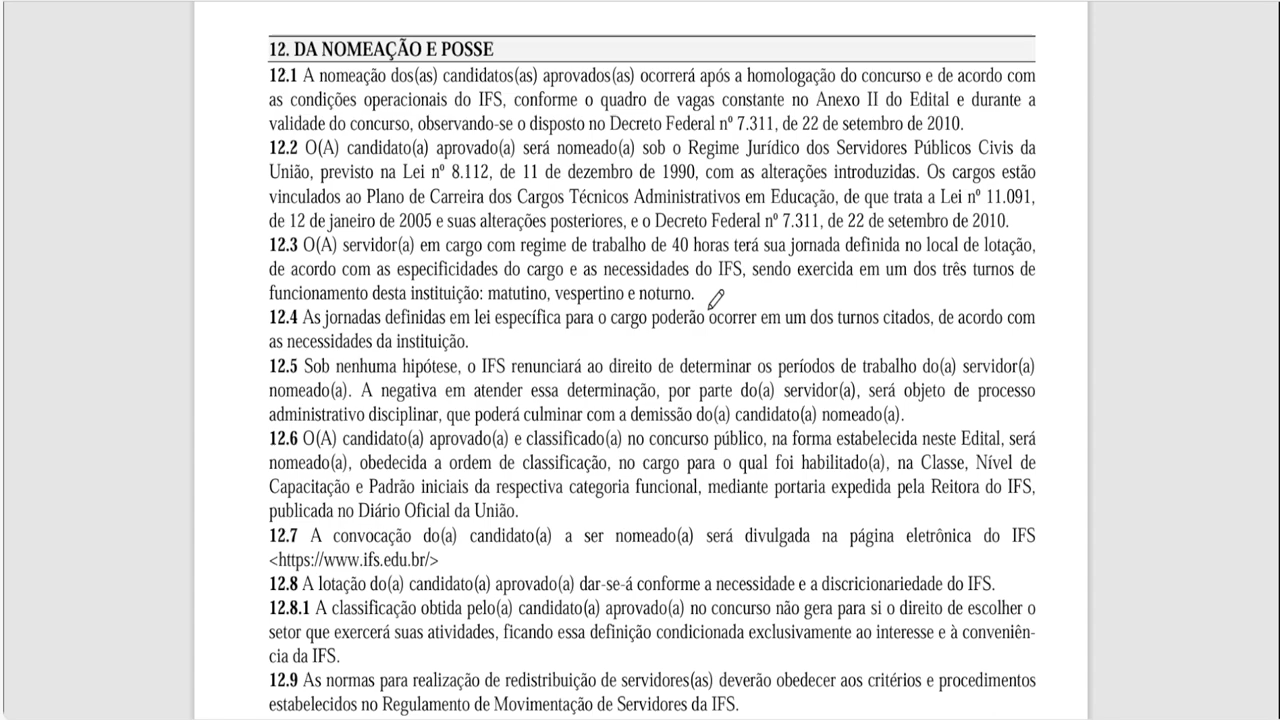 12. DA NOMEAÇÃO E POSSE
12.1 A nomeação dos(as) candidatos(as) aprovados(as) ocorrerá após a homologação do concurso e de acordo com
as condições operacionais do IFS, conforme o quadro de vagas constante no Anexo II do Edital e durante a
validade do concurso, observando-se o disposto no Decreto Federal nº 7.311, de 22 de setembro de 2010.
12.2 O(A) candidato(a) aprovado(a) será nomeado(a) sob o Regime Jurídico dos Servidores Públicos Civis da
União, previsto na Lei nº 8.112, de 11 de dezembro de 1990, com as alterações introduzidas. Os cargos estão
vinculados ao Plano de Carreira dos Cargos Técnicos Administrativos em Educação, de que trata a Lei nº 11.091,
de 12 de janeiro de 2005 e suas alterações posteriores, e o Decreto Federal nº 7.311, de 22 de setembro de 2010.
12.3 O(A) servidor(a) em cargo com regime de trabalho de 40 horas terá sua jornada definida no local de lotação,
de acordo com as especificidades do cargo e as necessidades do IFS, sendo exercida em um dos três turnos de
funcionamento desta instituição: matutino, vespertino e noturno.
12.4 As jornadas definidas em lei específica para o cargo poderão ocorrer em um dos turnos citados, de acordo com
as necessidades da instituição.
12.5 Sob nenhuma hipótese, o IFS renunciará ao direito de determinar os períodos de trabalho do(a) servidor(a)
nomeado(a). A negativa em atender essa determinação, por parte do(a) servidor(a), será objeto de processo
administrativo disciplinar, que poderá culminar com a demissão do(a) candidato(a) nomeado(a).
12.6 O(A) candidato(a) aprovado(a) e classificado(a) no concurso público, na forma estabelecida neste Edital, será
nomeado(a), obedecida a ordem de classificação, no cargo para o qual foi habilitado(a), na Classe, Nível de
Capacitação e Padrão iniciais da respectiva categoria funcional, mediante portaria expedida pela Reitora do IFS,
publicada no Diário Oficial da União.
12.7 A convocação do(a) candidato(a) a ser nomeado(a) será divulgada na página eletrônica do IFS
<https://www.ifs.edu.br/>
12.8 A lotação do(a) candidato(a) aprovado(a) dar-se-á conforme a necessidade e a discricionariedade do IFS.
12.8.1 A classificação obtida pelo(a) candidato(a) aprovado(a) no concurso não gera para si o direito de escolher o
setor que exercerá suas atividades, ficando essa definição condicionada exclusivamente ao interesse e à conveniên-
cia da IFS.
12.9 As normas para realização de redistribuição de servidores(as) deverão obedecer aos critérios e procedimentos
estabelecidos no Regulamento de Movimentação de Servidores da IFS.